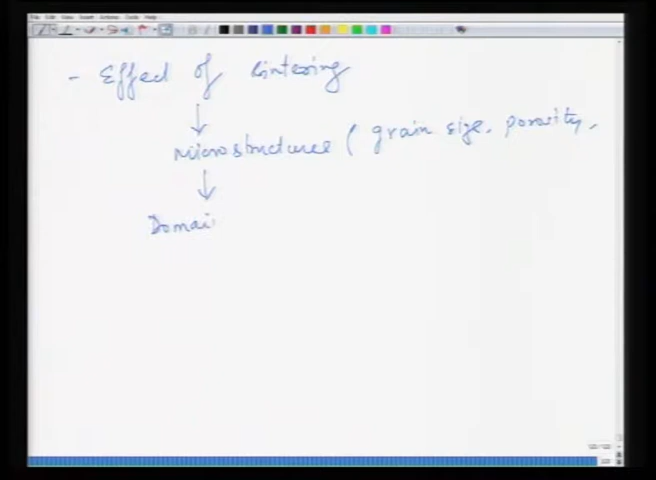 - Effect of Sintering
↓
Microstructure ( grain size, porosity,
↓
Domai